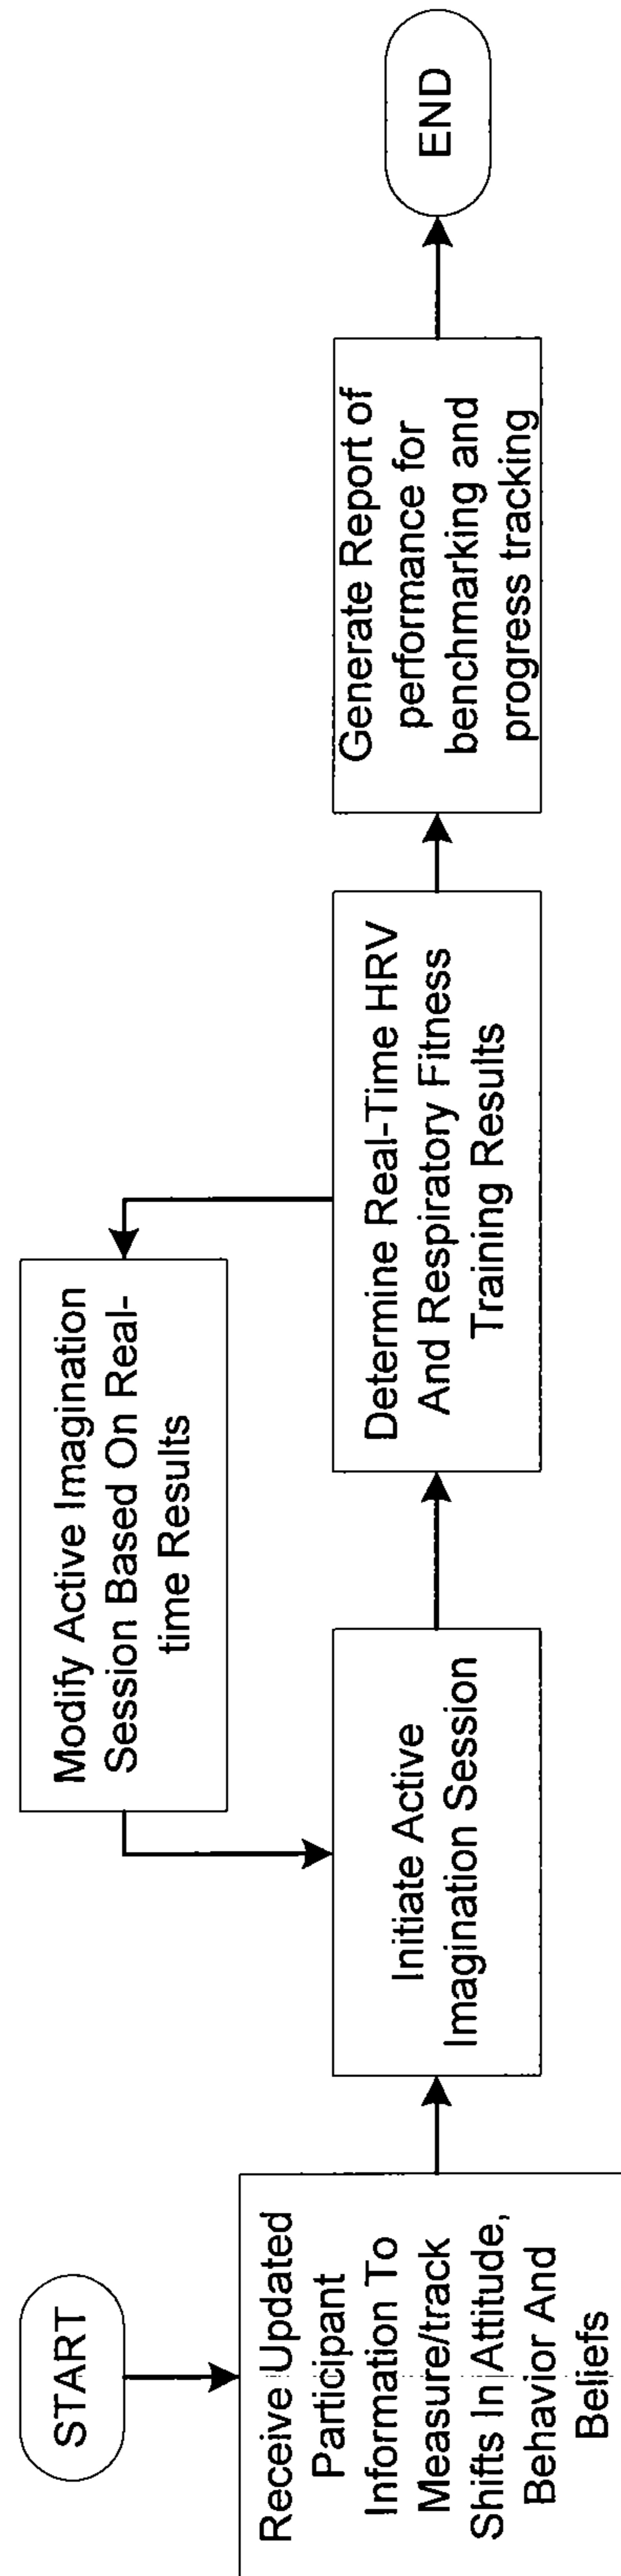 START
Receive Updated
Participant
Information To
Measure/track
Shifts In Attitude,
Behavior And
Beliefs
Initiate Active
Imagination Session
Modify Active Imagination
Session Based On Real-
time Results
Determine Real-Time HRV
And Respiratory Fitness
Training Results
Generate Report of
performance for
benchmarking and
progress tracking
END